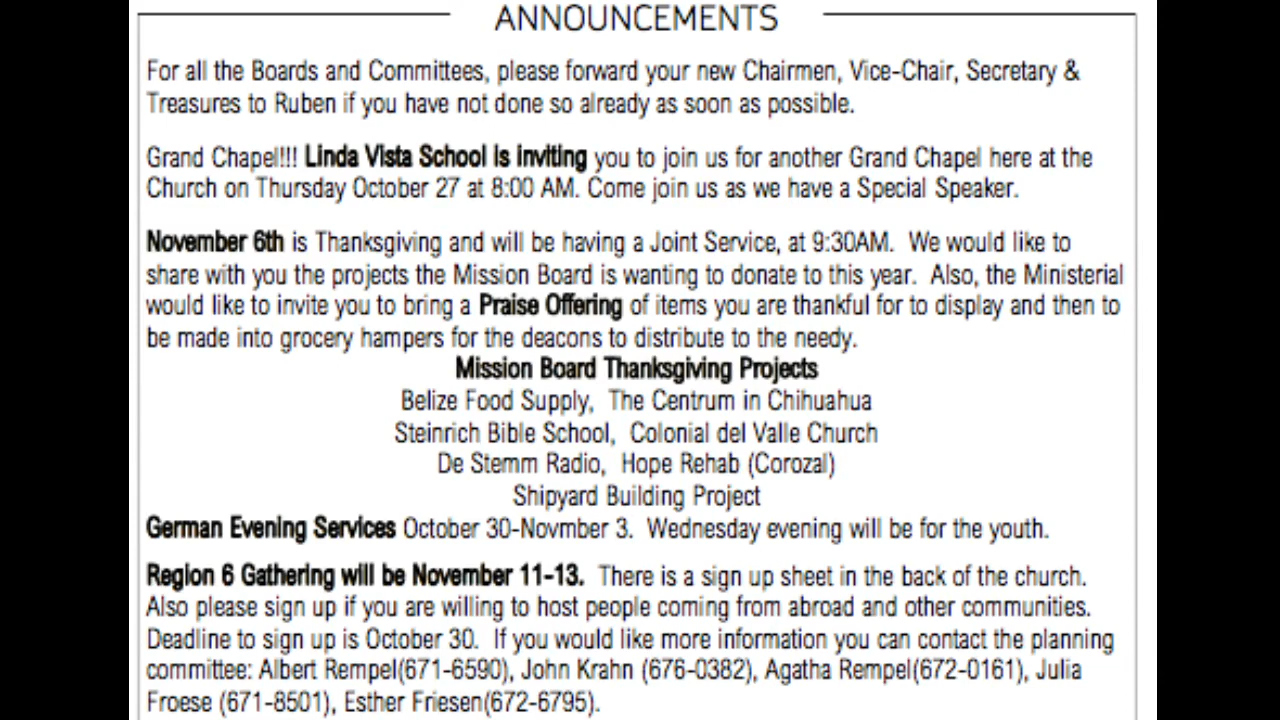 ANNOUNCEMENTS
For all the Boards and Committees, please forward your new Chairmen, Vice-Chair, Secretary &
Treasures to Ruben if you have not done so already as soon as possible.
Grand Chapel!!! Linda Vista School is inviting you to join us for another Grand Chapel here at the
Church on Thursday October 27 at 8:00 AM. Come join us as we have a Special Speaker.
November 6th is Thanksgiving and will be having a Joint Service, at 9:30AM. We would like to
share with you the projects the Mission Board is wanting to donate to this year. Also, the Ministerial
would like to invite you to bring a Praise Offering of items you are thankful for to display and then to
be made into grocery hampers for the deacons to distribute to the needy.
Mission Board Thanksgiving Projects
Belize Food Supply, The Centrum in Chihuahua
Steinrich Bible School, Colonial del Valle Church
De Stemm Radio, Hope Rehab (Corozal)
Shipyard Building Project
German Evening Services October 30-Novmber 3. Wednesday evening will be for the youth.
Region 6 Gathering will be November 11-13. There is a sign up sheet in the back of the church.
Also please sign up if you are willing to host people coming from abroad and other communities.
Deadline to sign up is October 30. If you would like more information you can contact the planning
committee: Albert Rempel(671-6590), John Krahn (676-0382), Agatha Rempel(672-0161), Julia
Froese (671-8501), Esther Friesen(672-6795).